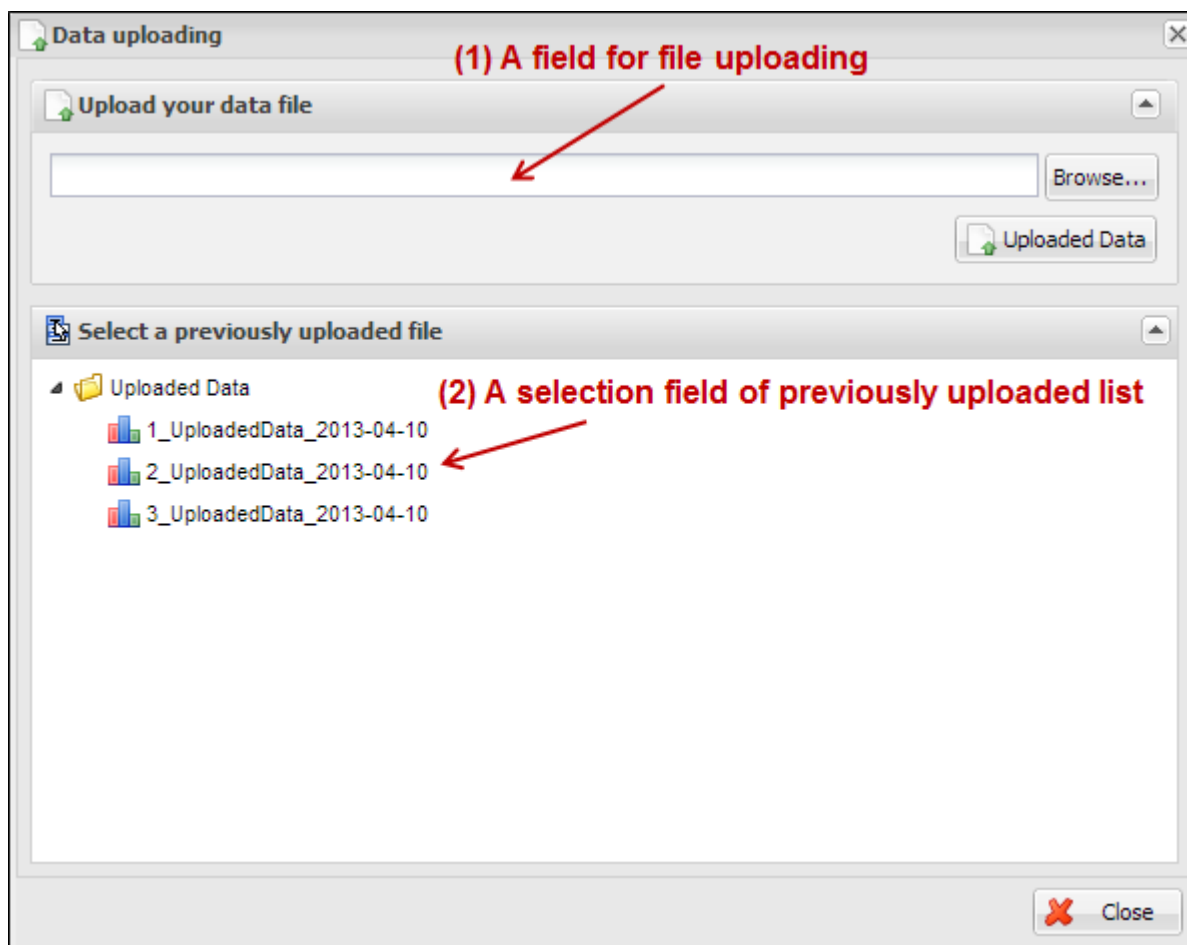 Data uploading
(1) A field for file uploading
Upload your data file
Browse...
Uploaded Data
Select a previously uploaded file
Uploaded Data
(2) A selection field of previously uploaded list
1_UploadedData_2013-04-10
2_UploadedData_2013-04-10
3_UploadedData_2013-04-10
Close